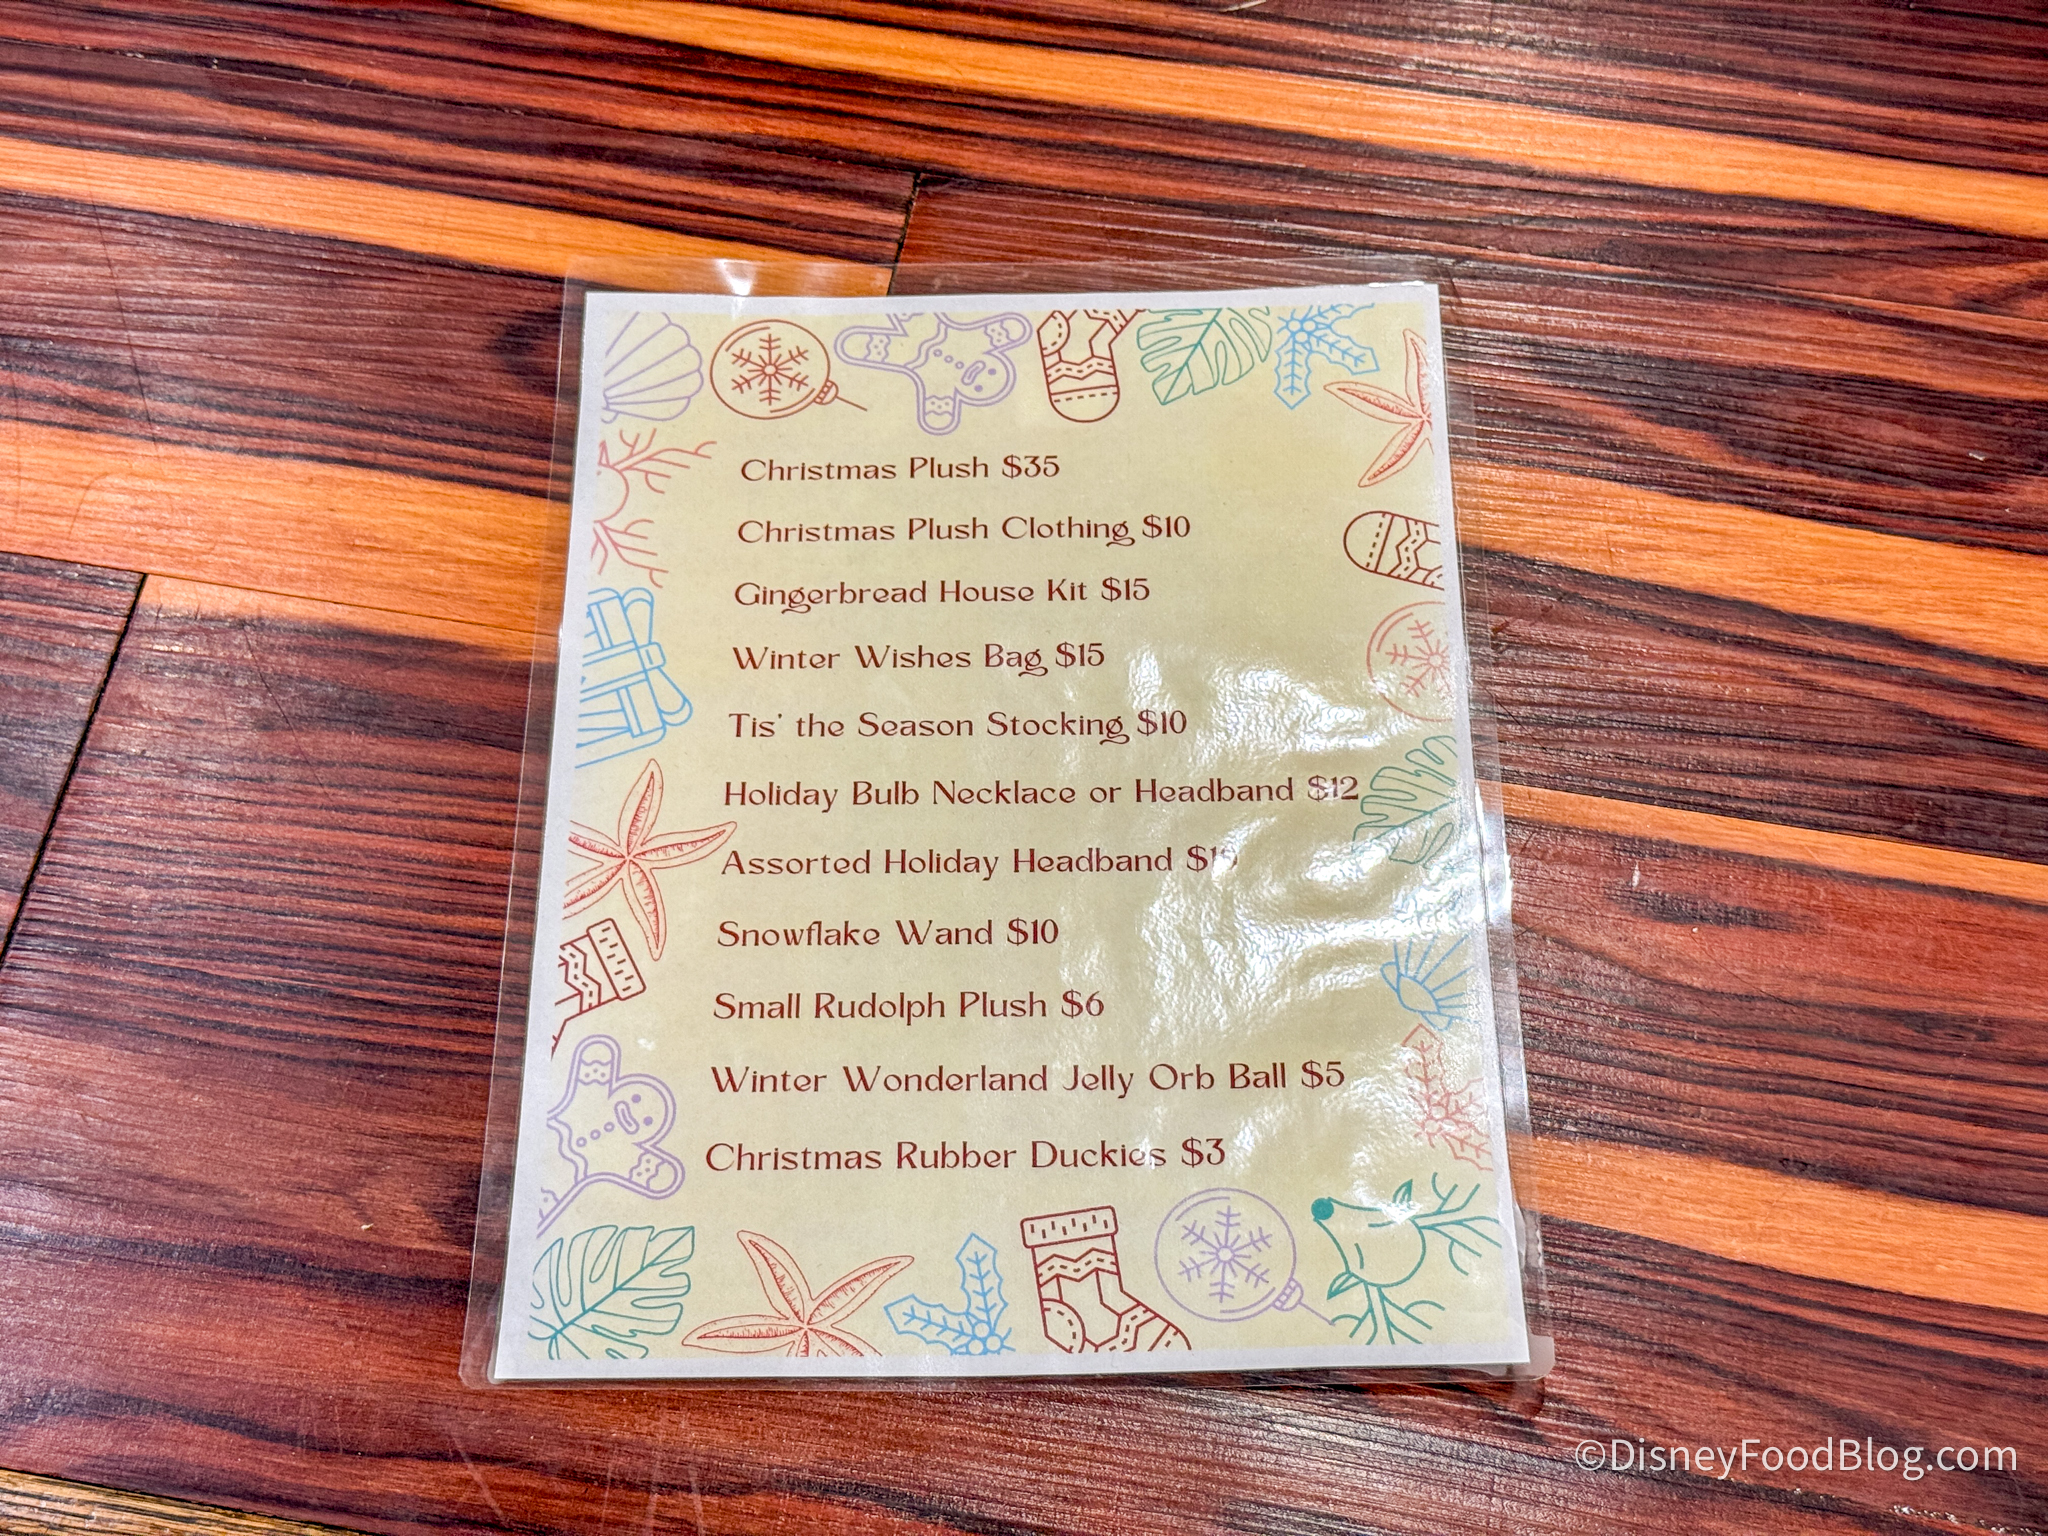 Christmas Plush $35
Christmas Plush Clothing $10
Gingerbread House Kit $15
Winter Wishes Bag $15
Tis' the Season Stocking $10
Holiday Bulb Necklace or Headband $12
Assorted Holiday Headband
Snowflake Wand $10
Small Rudolph Plush $6
Winter Wonderland Jelly Orb Ball $5
Christmas Rubber Duckies $3
©DisneyFoodBlog.com